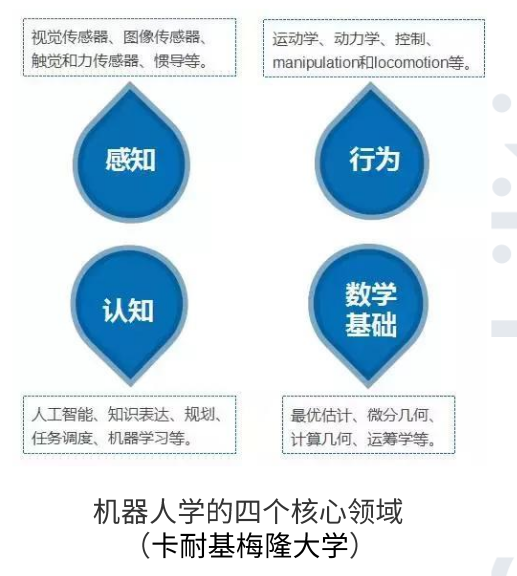 视觉传感器、图像传感器、
触觉和力传感器、惯导等。
运动学、动力学、控制、
manipulation和locomotion等。
感知
行为
认知
数学
基础
人工智能、知识表达、规划、
任务调度、机器学习等。
最优估计、微分几何、
计算几何、运筹学等。
机器人学的四个核心领域
（卡耐基梅隆大学）